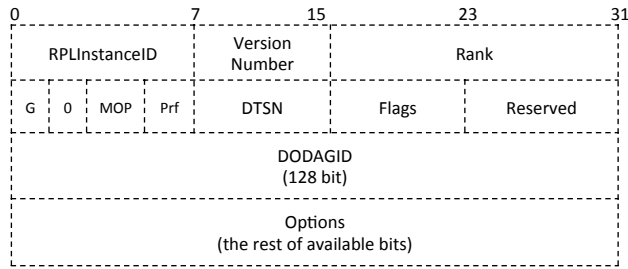 0 7 15 23 31
RPLInstanceID Version Number Rank
G 0 MOP Prf DTSN Flags Reserved
DODAGID
(128 bit)
Options
(the rest of available bits)